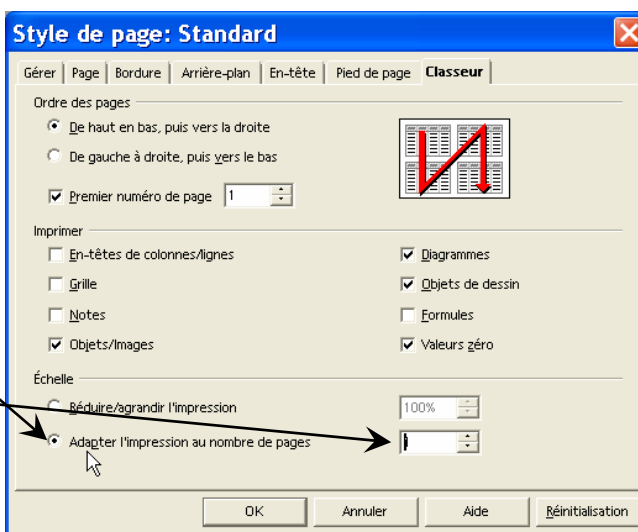 Style de page: Standard
Gérer Page Bordure Arrière-plan En-tête Pied de page Classeur
Ordre des pages
De haut en bas, puis vers la droite
De gauche à droite, puis vers le bas
Premier numéro de page 1
Imprimer
En-têtes de colonnes/lignes Diagrammes
Grille Objets de dessin
Notes Formules
Objets/Images Valeurs zéro
Échelle
Réduire/agrandir l'impression 100%
Adapter l'impression au nombre de pages
OK Annuler Aide Réinitialisation